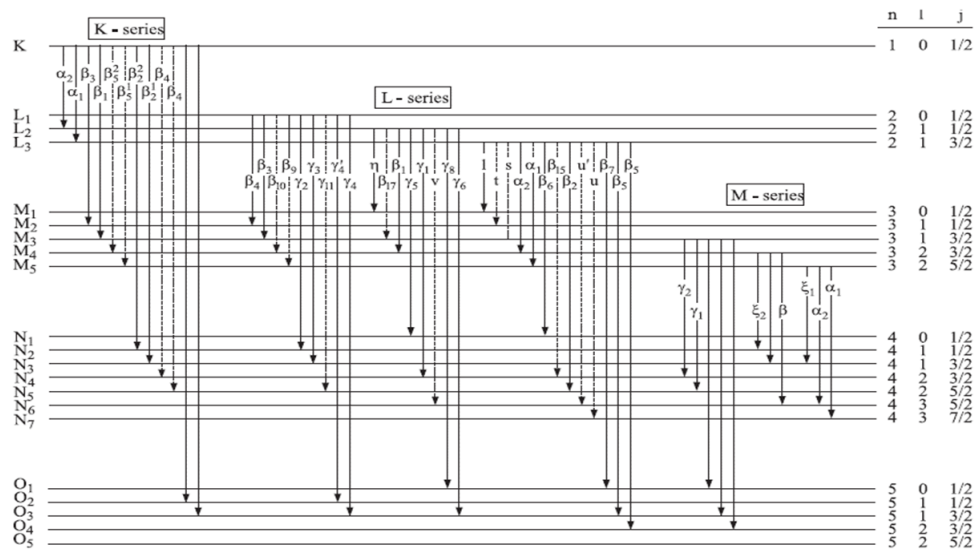 n l j
K - series
K 1 0 1/2
α₂ β₃ β₅² β₂² β₄
α₁ β₁ β₅¹ β₂¹ β₄
L - series
L₁ 2 0 1/2
L₂ 2 1 1/2
L₃ 2 1 3/2
β₃ β₉ γ₃ γ₄' η β₁ γ₁ γ₈ l s α₁ β₁₅ u' β₇ β₅
β₄ β₁₀ γ₂ γ₁₁ γ₄ β₁₇ γ₅ v γ₆ t α₂ β₆ β₂ u β₅
M - series
M₁ 3 0 1/2
M₂ 3 1 1/2
M₃ 3 1 3/2
M₄ 3 2 3/2
M₅ 3 2 5/2
γ₂ ξ₁ α₁
γ₁ ξ₂ β α₂
N₁ 4 0 1/2
N₂ 4 1 1/2
N₃ 4 1 3/2
N₄ 4 2 3/2
N₅ 4 2 5/2
N₆ 4 3 5/2
N₇ 4 3 7/2
O₁ 5 0 1/2
O₂ 5 1 1/2
O₃ 5 1 3/2
O₄ 5 2 3/2
O₅ 5 2 5/2